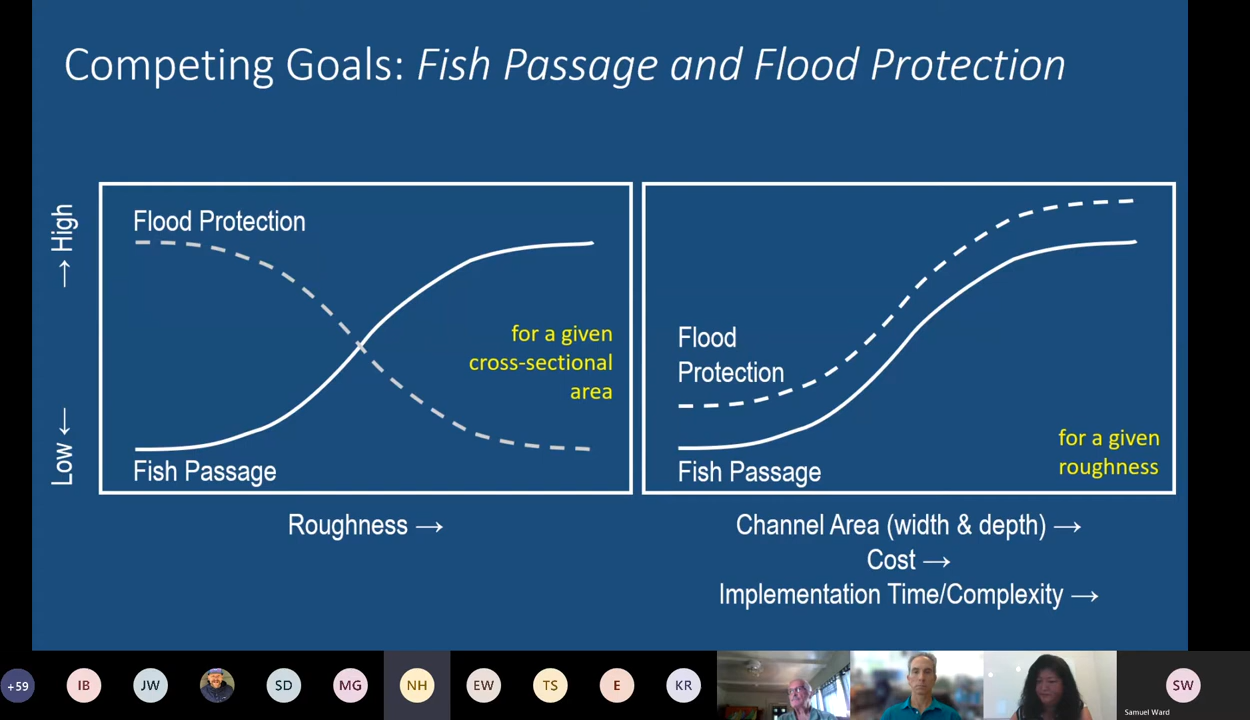 Competing Goals: Fish Passage and Flood Protection
Low ← → High
Flood Protection
for a given
cross-sectional
area
Fish Passage
Roughness →
Flood
Protection
for a given
roughness
Fish Passage
Channel Area (width & depth) →
Cost →
Implementation Time/Complexity →
+59
IB
JW
SD
MG
NH
EW
TS
E
KR
SW
Samuel Ward